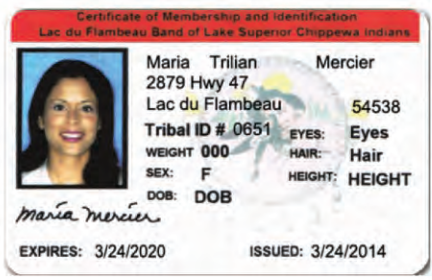 Certificate of Membership and Identification
Lac du Flambeau Band of Lake Superior Chippewa Indians
Maria Trilian Mercier
2879 Hwy 47
Lac du Flambeau 54538
Tribal ID # 0651 EYES: Eyes
WEIGHT 000 HAIR: Hair
SEX: F HEIGHT: HEIGHT
DOB: DOB
Maria Mercier
EXPIRES: 3/24/2020 ISSUED: 3/24/2014